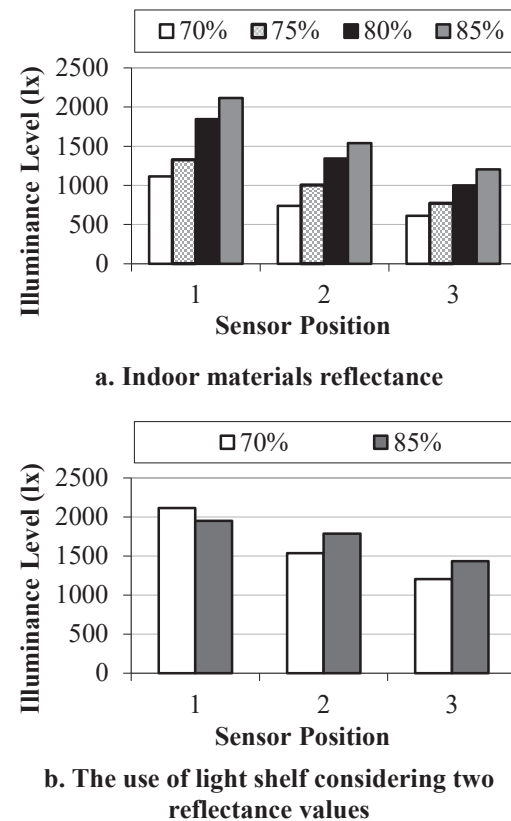 70% 75% 80% 85%
Illuminance Level (lx)
2500
2000
1500
1000
500
0
1 2 3
Sensor Position
a. Indoor materials reflectance
70% 85%
Illuminance Level (lx)
2500
2000
1500
1000
500
0
1 2 3
Sensor Position
b. The use of light shelf considering two
reflectance values